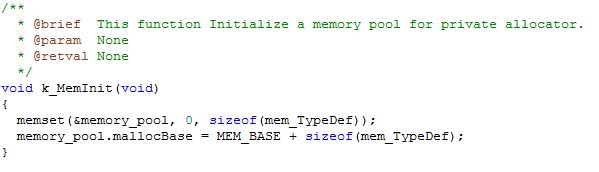 /**
* @brief This function Initialize a memory pool for private allocator.
* @param None
* @retval None
*/
void k_MemInit(void)
{
memset(&memory_pool, 0, sizeof(mem_TypeDef));
memory_pool.mallocBase = MEM_BASE + sizeof(mem_TypeDef);
}